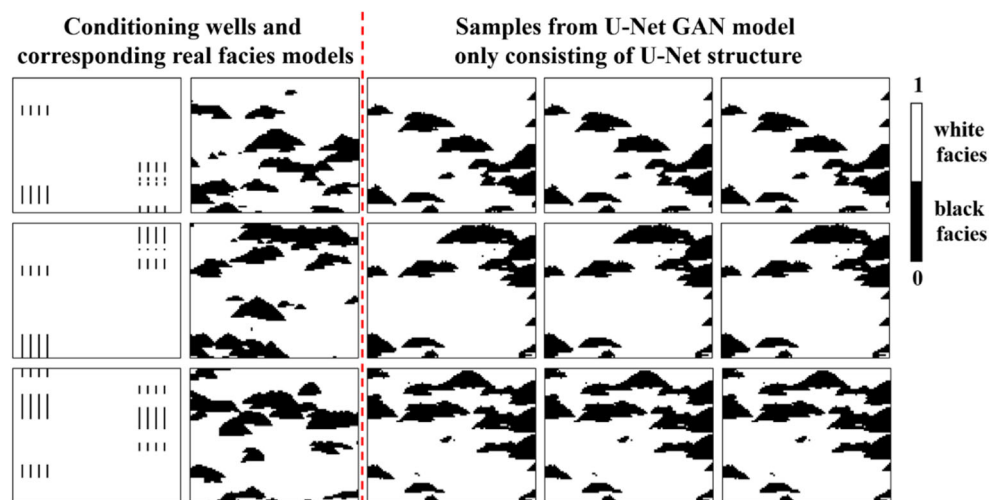 Conditioning wells and
corresponding real facies models
Samples from U-Net GAN model
only consisting of U-Net structure
1
white
facies
black
facies
0